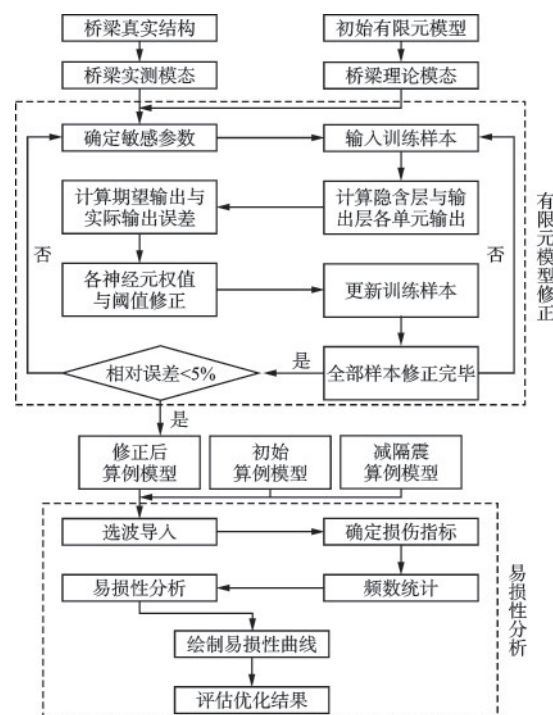 桥梁真实结构
初始有限元模型
桥梁实测模态
桥梁理论模态
确定敏感参数
输入训练样本
计算期望输出与
实际输出误差
计算隐含层与输
出层各单元输出
否
否
各神经元权值
与阈值修正
更新训练样本
相对误差<5%
是
全部样本修正完毕
有限元模型修正
是
修正后
算例模型
初始
算例模型
减隔震
算例模型
选波导入
确定损伤指标
易损性分析
频数统计
绘制易损性曲线
评估优化结果
易损性分析